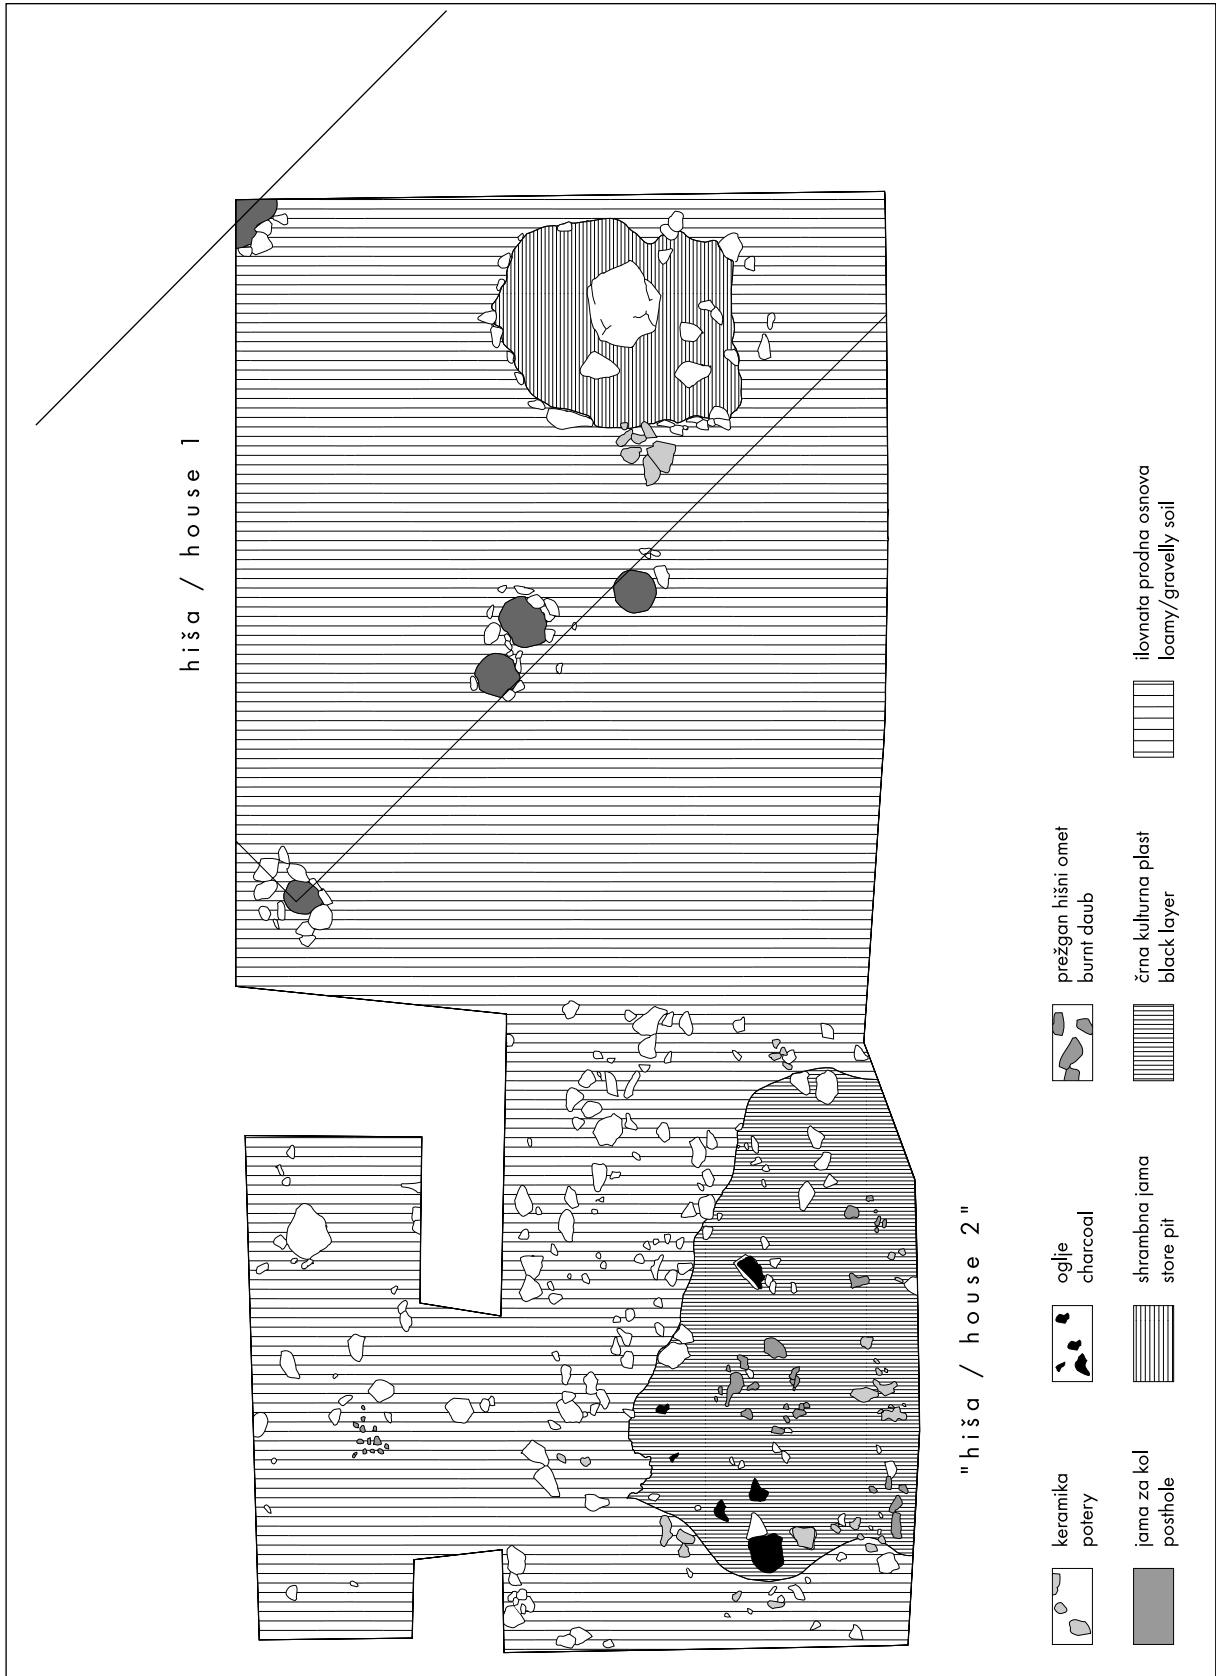 hiša / house 1
"hiša / house 2"
keramika
potery
oglje
charcoal
prežgan hišni omet
burnt daub
jama za kol
posthole
shrambna jama
store pit
črna kulturna plast
black layer
ilovnata prodna osnova
loamy/gravelly soil